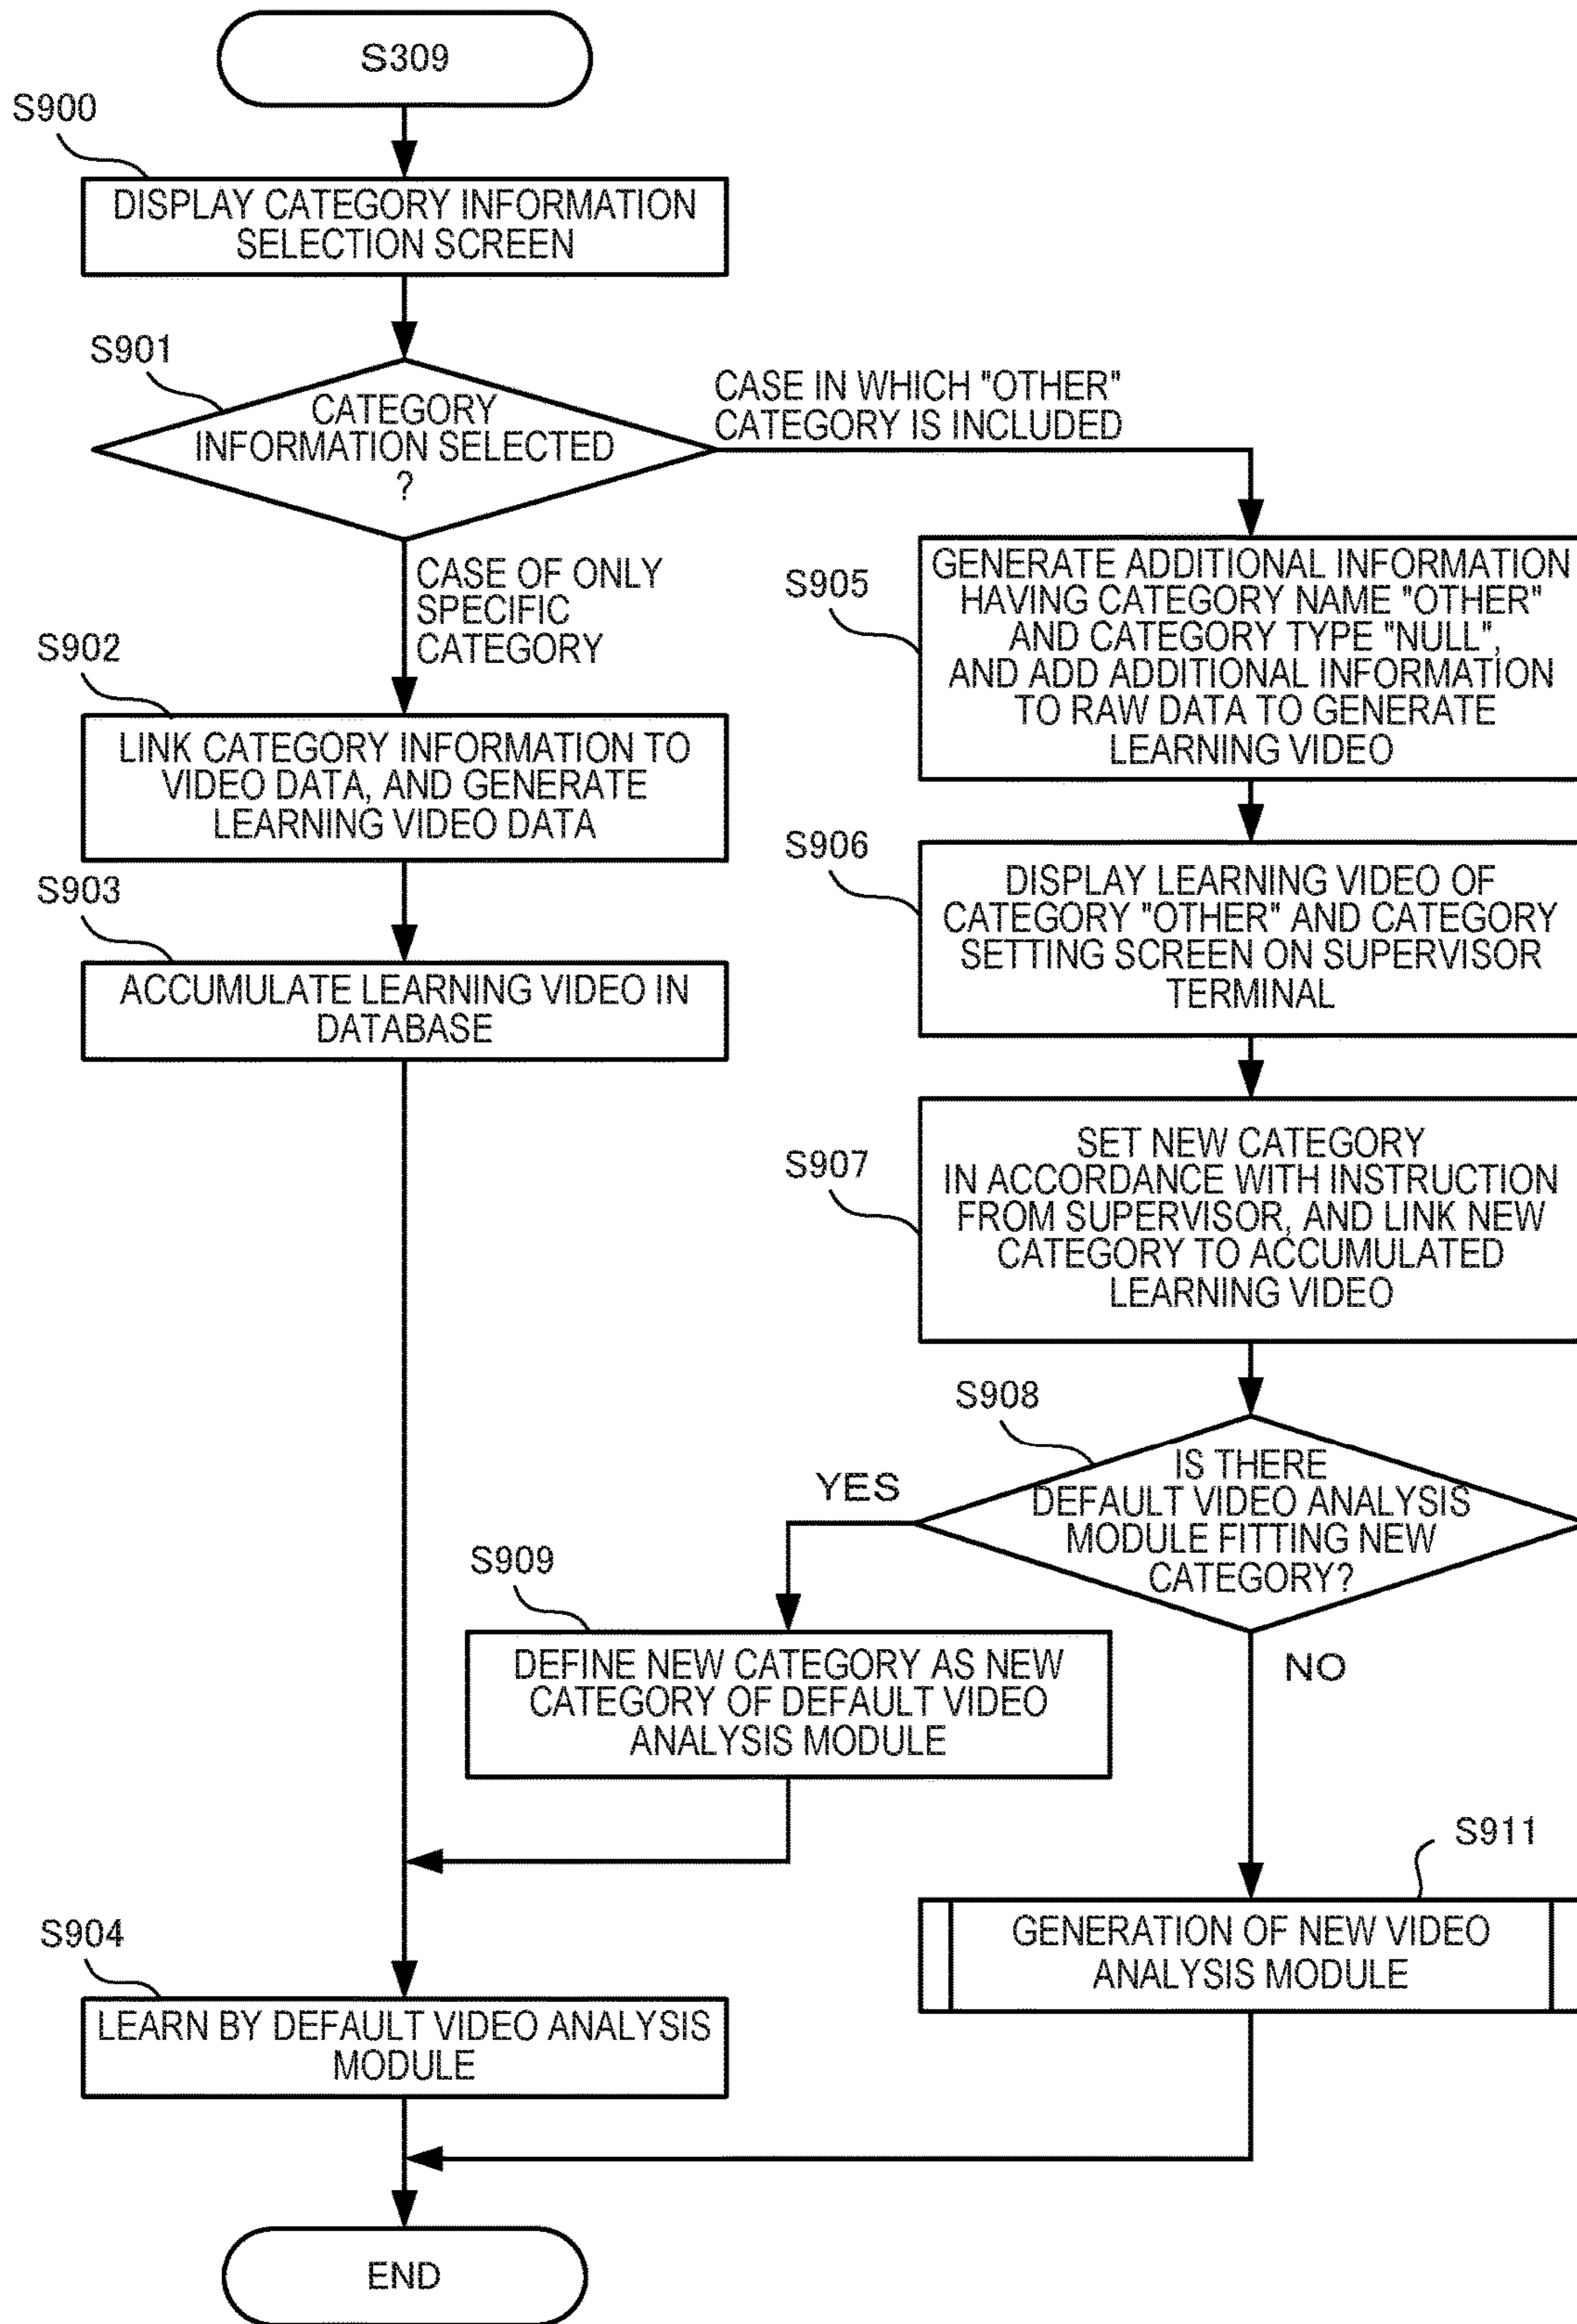 S309
S900
DISPLAY CATEGORY INFORMATION
SELECTION SCREEN
S901
CATEGORY
INFORMATION SELECTED
?
CASE IN WHICH "OTHER"
CATEGORY IS INCLUDED
CASE OF ONLY
SPECIFIC
CATEGORY
S902
LINK CATEGORY INFORMATION TO
VIDEO DATA, AND GENERATE
LEARNING VIDEO DATA
S903
ACCUMULATE LEARNING VIDEO IN
DATABASE
S905
GENERATE ADDITIONAL INFORMATION
HAVING CATEGORY NAME "OTHER"
AND CATEGORY TYPE "NULL",
AND ADD ADDITIONAL INFORMATION
TO RAW DATA TO GENERATE
LEARNING VIDEO
S906
DISPLAY LEARNING VIDEO OF
CATEGORY "OTHER" AND CATEGORY
SETTING SCREEN ON SUPERVISOR
TERMINAL
S907
SET NEW CATEGORY
IN ACCORDANCE WITH INSTRUCTION
FROM SUPERVISOR, AND LINK NEW
CATEGORY TO ACCUMULATED
LEARNING VIDEO
S908
IS THERE
DEFAULT VIDEO ANALYSIS
MODULE FITTING NEW
CATEGORY?
YES
NO
S909
DEFINE NEW CATEGORY AS NEW
CATEGORY OF DEFAULT VIDEO
ANALYSIS MODULE
S911
GENERATION OF NEW VIDEO
ANALYSIS MODULE
S904
LEARN BY DEFAULT VIDEO ANALYSIS
MODULE
END